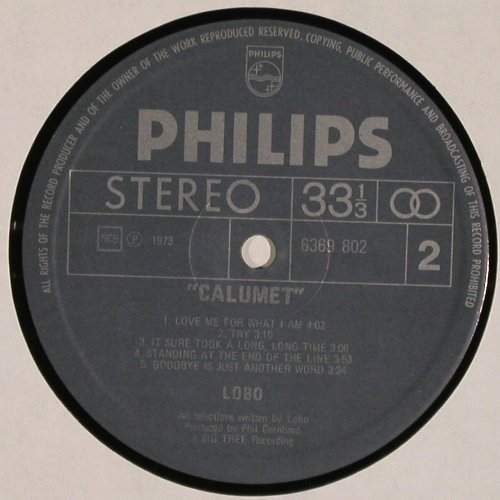 ALL RIGHTS OF THE RECORD PRODUCER AND OF THE OWNER OF THE WORK REPRODUCED RESERVED, COPYING, PUBLIC PERFORMANCE AND BROADCASTING OF THIS RECORD PROHIBITED
PHILIPS
PHILIPS
STEREO 33 1/3
℗ 1973 6369 802 2
"CALUMET"
1. LOVE ME FOR WHAT I AM 4:02
2. TRY 3:10
3. IT SURE TOOK A LONG, LONG TIME 3:06
4. STANDING AT THE END OF THE LINE 3:53
5. GOODBYE IS JUST ANOTHER WORD 3:34
LOBO
All selections written by Lobo
Produced by Phil Gernhard
BIG TREE Recording